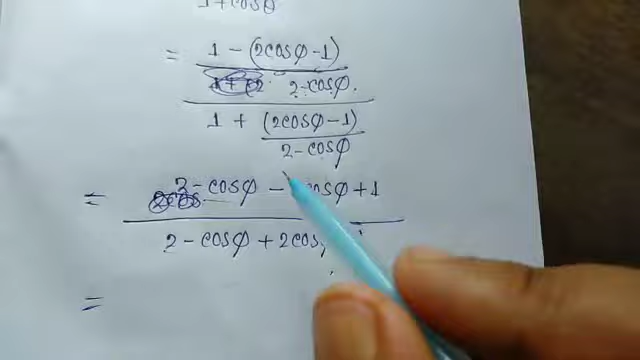 1+cosθ
= 1 - (2cosφ-1)
2-cosφ.
1 + (2cosφ-1)
2-cosφ
= 2-cosφ - cosφ+1
2-cosφ+2cos
=